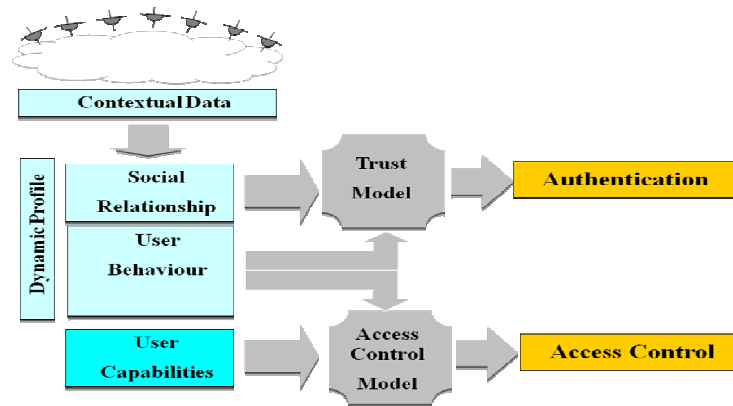 Contextual Data
Dynamic Profile
Social
Relationship
User
Behaviour
User
Capabilities
Trust
Model
Access
Control
Model
Authentication
Access Control